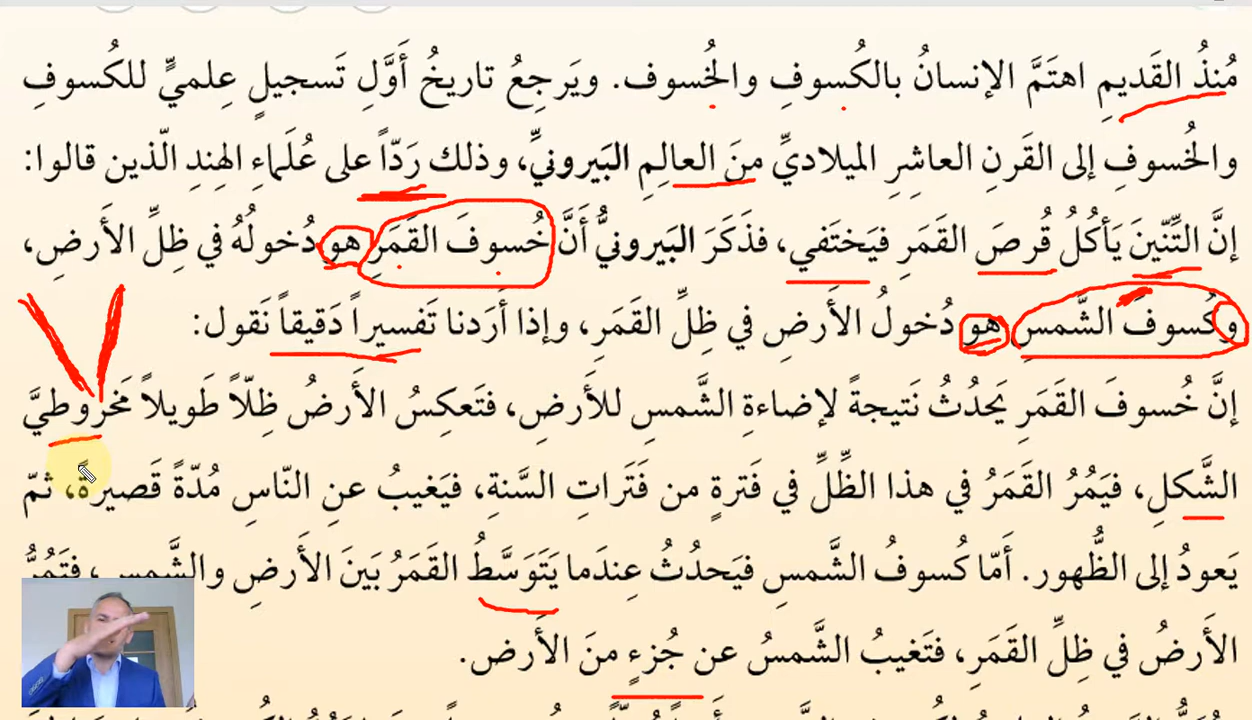 مُنذُ القَديمِ اهتَمَّ الإنسانُ بالكُسوفِ والخُسوف. ويَرجِعُ تاريخُ أَوَّلِ تَسجيلٍ عِلميٍّ للكُسوفِ
والخُسوفِ إلى القَرنِ العاشِرِ الميلاديِّ منَ العالِمِ البَيرونيِّ، وذلك رَدّاً على عُلَماءِ الهِندِ الّذين قالوا:
إنَّ التِّنّينَ يَأكُلُ قُرصَ القَمَرِ فيَختَفي، فذَكَرَ البَيرونيُّ أَنَّ خُسوفَ القَمَرِ هو دُخولُهُ في ظِلِّ الأَرضِ،
وكُسوفَ الشَّمسِ هو دُخولُ الأَرضِ في ظِلِّ القَمَرِ، وإذا أَرَدنا تَفسيراً دَقيقاً نَقول:
إنَّ خُسوفَ القَمَرِ يَحدُثُ نَتيجةً لإضاءةِ الشَّمسِ للأَرضِ، فتَعكِسُ الأَرضُ ظِلّاً طَويلاً مَخروطيَّ
الشَّكلِ، فيَمُرُ القَمَرُ في هذا الظِّلِّ في فَترةٍ من فَتَراتِ السَّنةِ، فيَغيبُ عنِ النّاسِ مُدّةً قَصيرةً، ثمّ
يَعودُ إلى الظُّهور. أَمّا كُسوفُ الشَّمسِ فيَحدُثُ عِندَما يَتَوَسَّطُ القَمَرُ بَينَ الأَرضِ والشَّمسِ، فتَمُرُّ
الأَرضُ في ظِلِّ القَمَرِ، فتَغيبُ الشَّمسُ عن جُزءٍ منَ الأَرض.